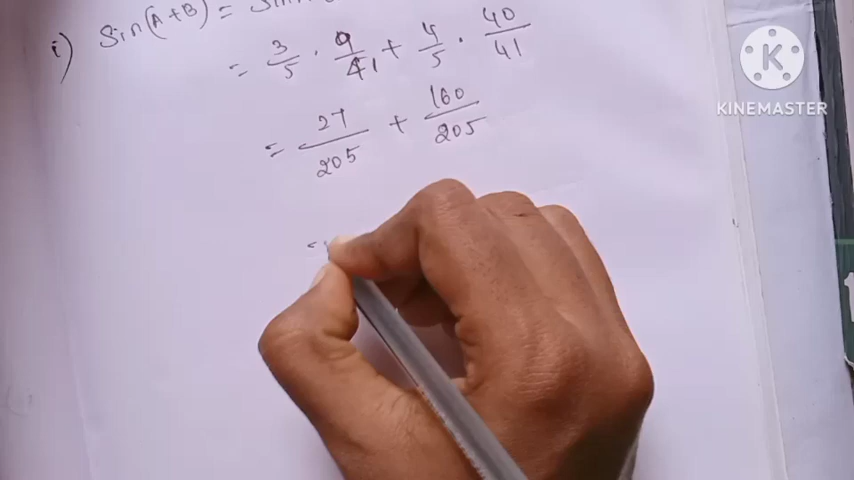 i) Sin(A+B) =
= 3/5 · 9/41 + 4/5 · 40/41
= 27/205 + 160/205
=
KINEMASTER